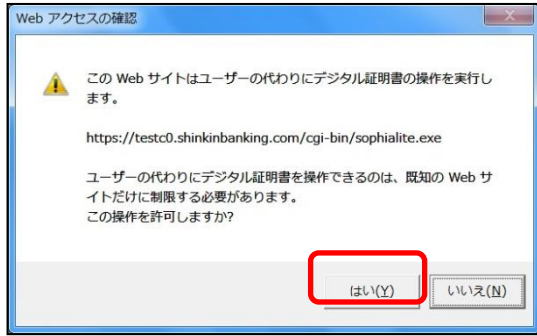 Web アクセスの確認
この Web サイトはユーザーの代わりにデジタル証明書の操作を実行し
ます。
https://testc0.shinkinbanking.com/cgi-bin/sophialite.exe
ユーザーの代わりにデジタル証明書を操作できるのは、既知の Web サ
イトだけに制限する必要があります。
この操作を許可しますか?
はい(Y) いいえ(N)